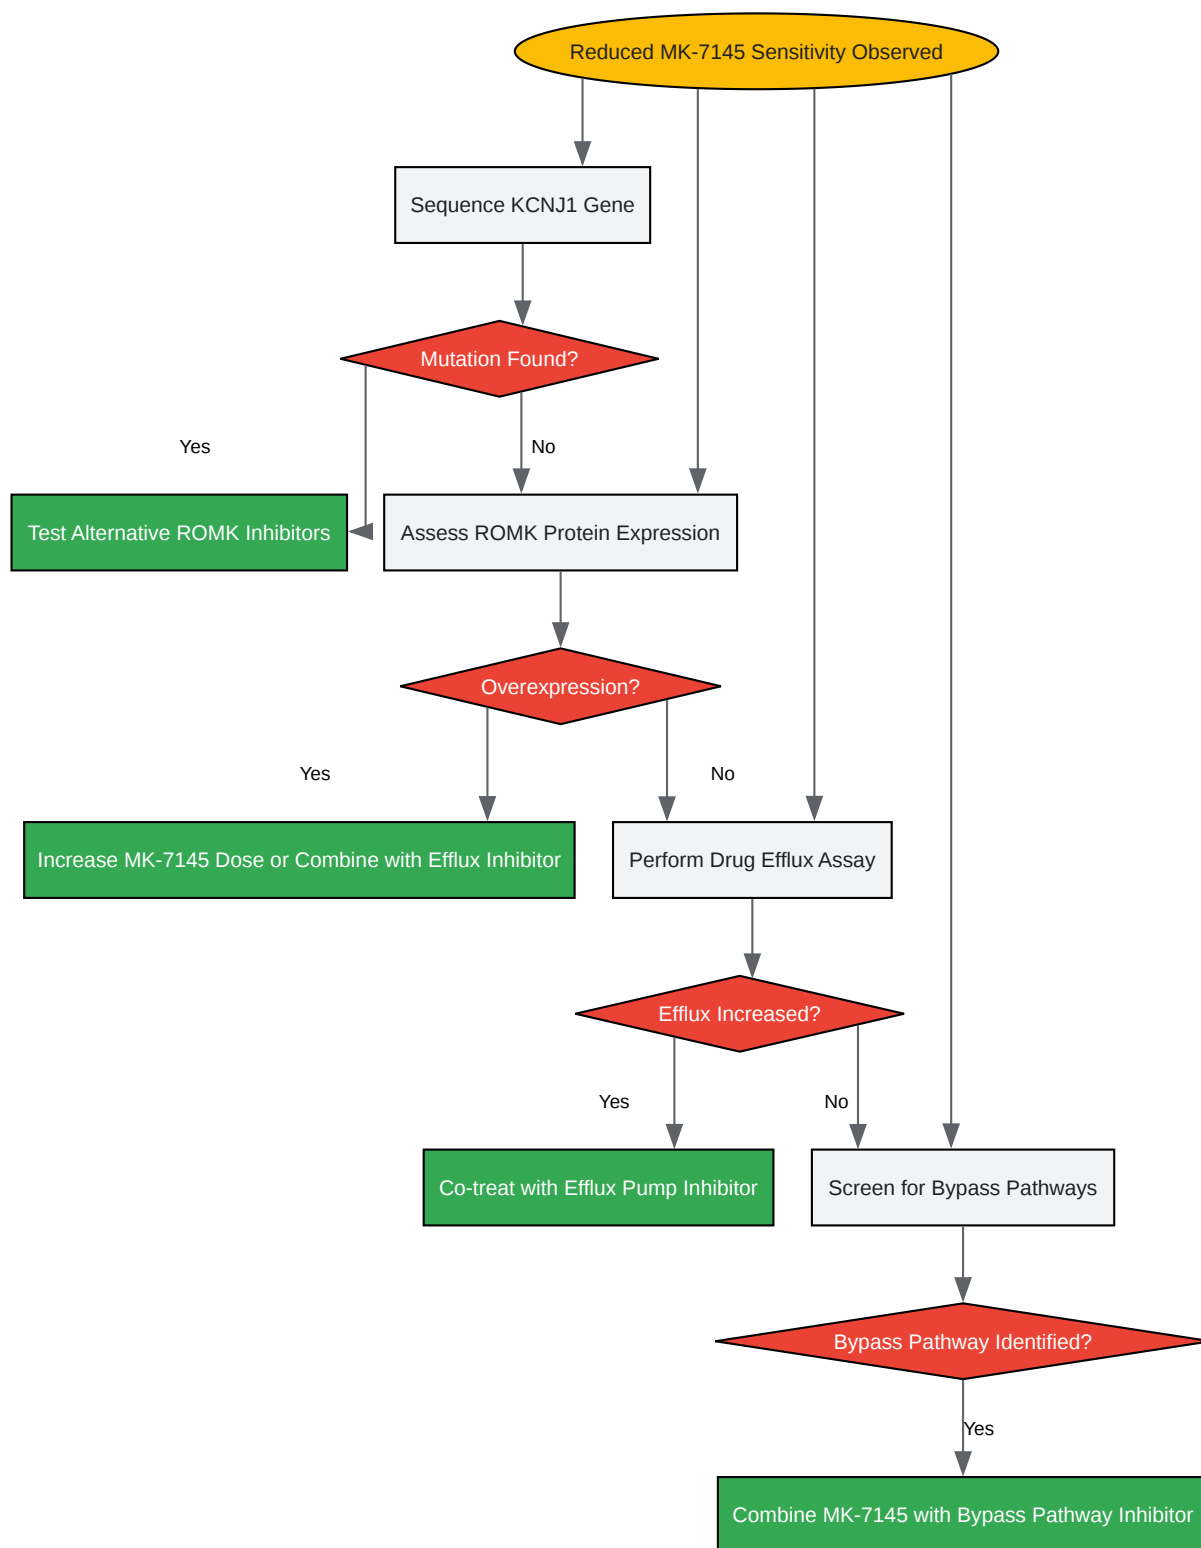 Reduced MK-7145 Sensitivity Observed
Sequence KCNJ1 Gene
Mutation Found?
Yes
No
Test Alternative ROMK Inhibitors
Assess ROMK Protein Expression
Overexpression?
Yes
No
Increase MK-7145 Dose or Combine with Efflux Inhibitor
Perform Drug Efflux Assay
Efflux Increased?
Yes
No
Co-treat with Efflux Pump Inhibitor
Screen for Bypass Pathways
Bypass Pathway Identified?
Yes
Combine MK-7145 with Bypass Pathway Inhibitor